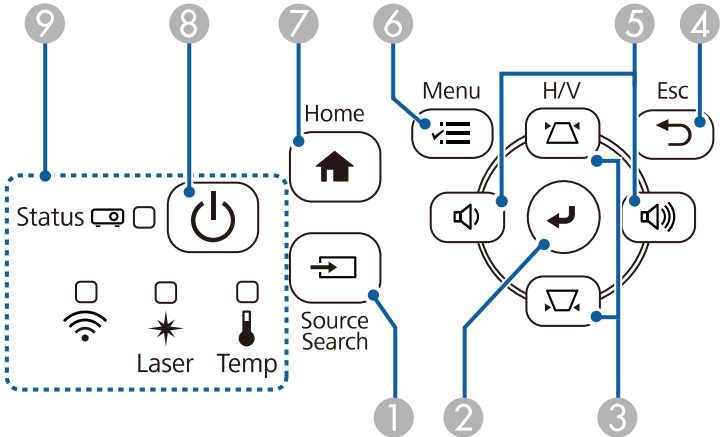 9
8
7
6
5
4
Menu
H/V
Esc
Home
Status
Source
Search
Laser
Temp
1
2
3